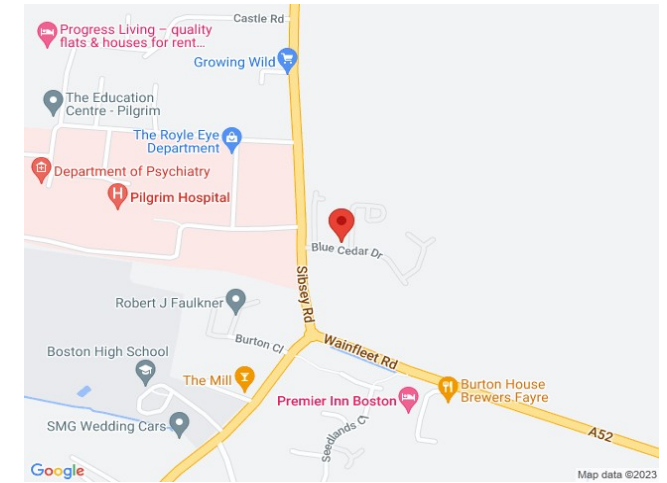 Castle Rd
Progress Living – quality
flats & houses for rent...
Growing Wild
The Education
Centre - Pilgrim
The Royle Eye
Department
Department of Psychiatry
H
Pilgrim Hospital
Blue Cedar Dr
Sibsey Rd
Robert J Faulkner
Burton Cl
Wainfleet Rd
Boston High School
The Mill
Premier Inn Boston
Burton House
Brewers Fayre
SMG Wedding Cars
Seedlands Cl
A52
Google
Map data ©2023